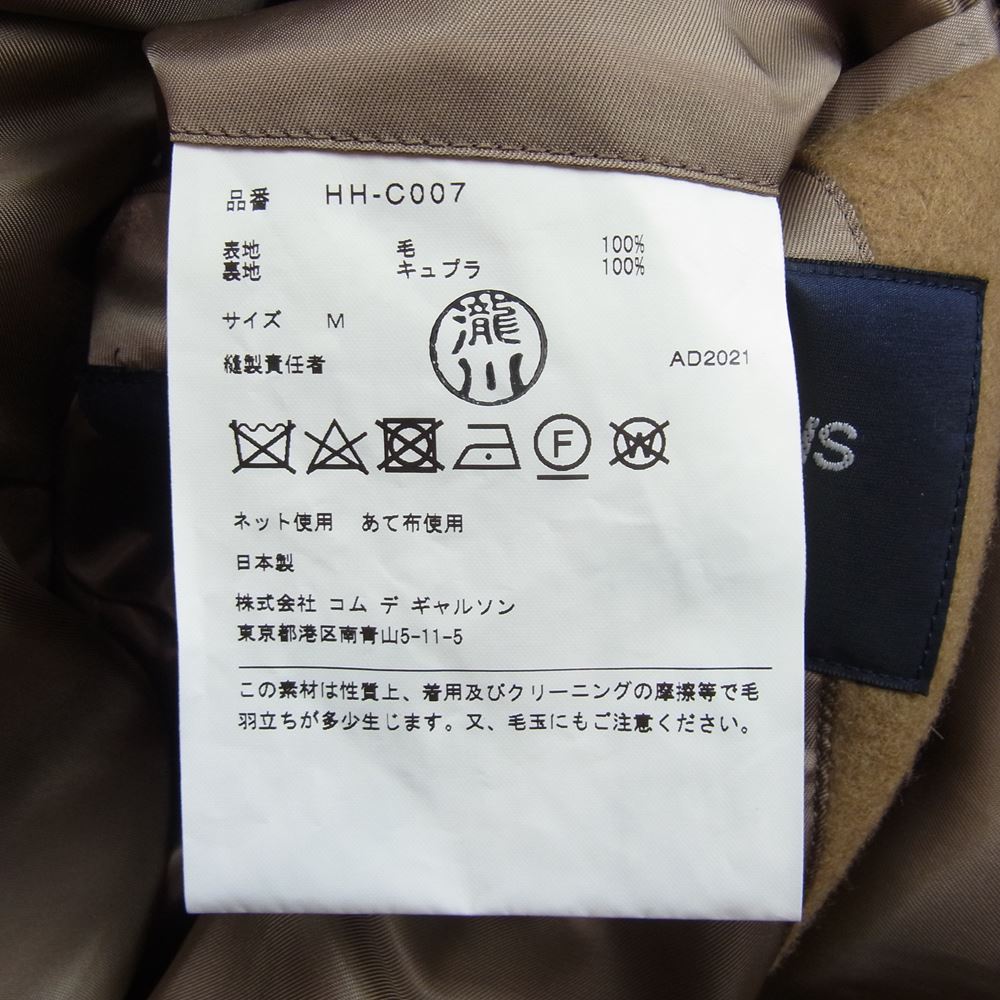 品番 HH-C007
表地 毛 100%
裏地 キュプラ 100%
サイズ M
縫製責任者 瀧川 AD2021
F W
ネット使用 あて布使用
日本製
株式会社 コム デ ギャルソン
東京都港区南青山5-11-5
この素材は性質上、着用及びクリーニングの摩擦等で毛
羽立ちが多少生じます。又、毛玉にもご注意ください。
S